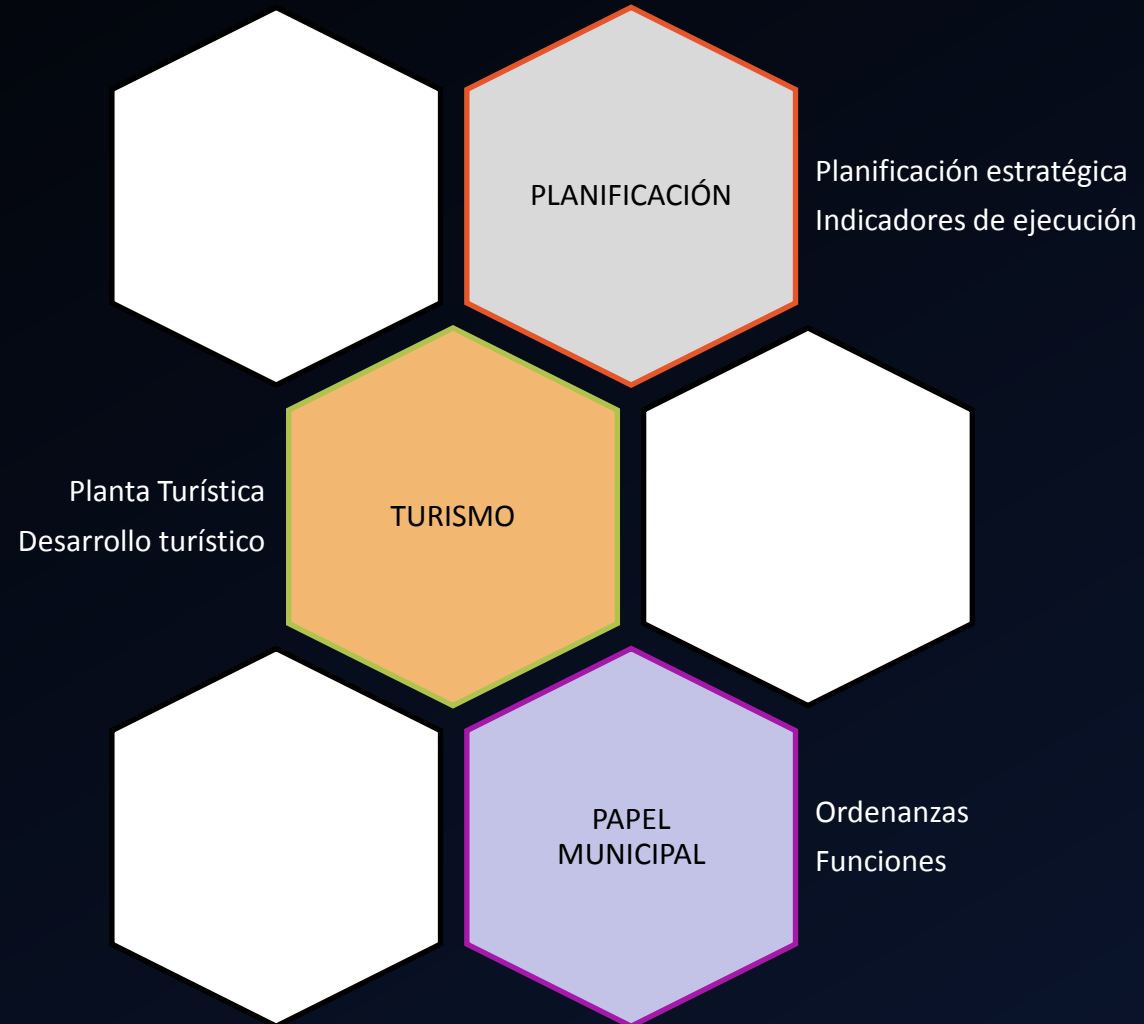 PLANIFICACIÓN
Planificación estratégica
Indicadores de ejecución
Planta Turística
Desarrollo turístico
TURISMO
PAPEL
MUNICIPAL
Ordenanzas
Funciones